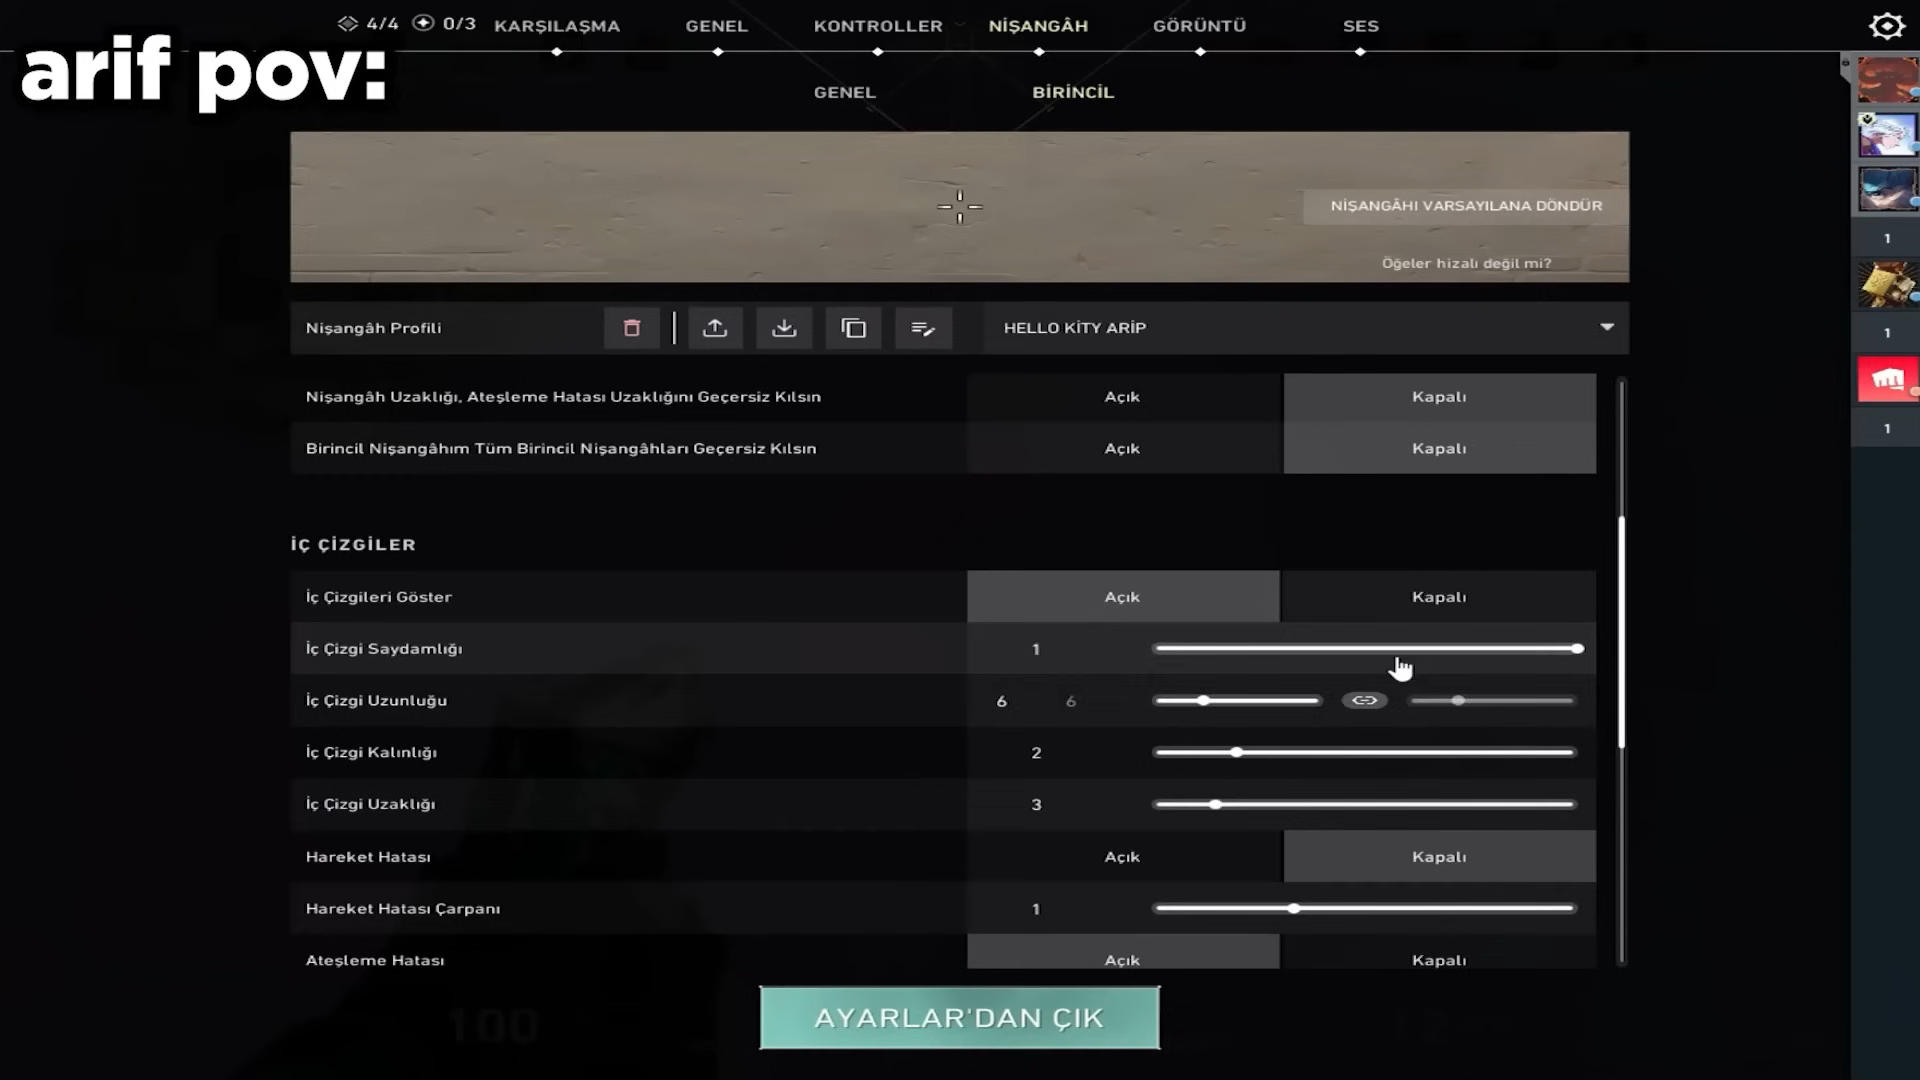 4/4 0/3 KARŞILAŞMA GENEL KONTROLLER NİŞANGÂH GÖRÜNTÜ SES
arif pov:
GENEL BİRİNCİL
NİŞANGÂHI VARSAYILANA DÖNDÜR
Öğeler hizalı değil mi?
Nişangâh Profili HELLO KİTY ARİP
Nişangâh Uzaklığı, Ateşleme Hatası Uzaklığını Geçersiz Kılsın Açık Kapalı
Birincil Nişangâhım Tüm Birincil Nişangâhları Geçersiz Kılsın Açık Kapalı
İÇ ÇİZGİLER
İç Çizgileri Göster Açık Kapalı
İç Çizgi Saydamlığı 1
İç Çizgi Uzunluğu 6 6
İç Çizgi Kalınlığı 2
İç Çizgi Uzaklığı 3
Hareket Hatası Açık Kapalı
Hareket Hatası Çarpanı 1
Ateşleme Hatası Açık Kapalı
AYARLAR'DAN ÇIK
100
1
1
1